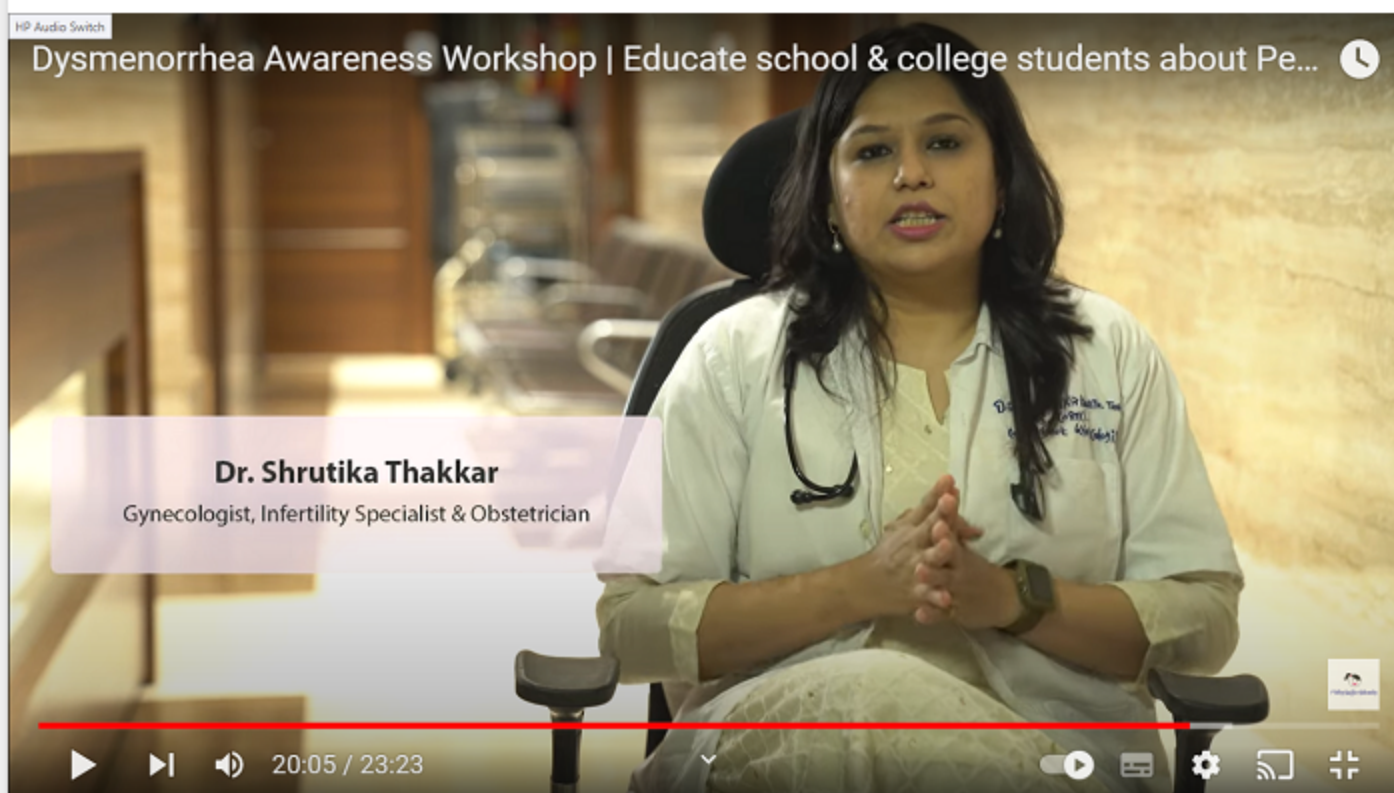 HP Audio Switch
Dysmenorrhea Awareness Workshop | Educate school & college students about Pe...
Dr. Shrutika Thakkar
Gynecologist, Infertility Specialist & Obstetrician
20:05 / 23:23